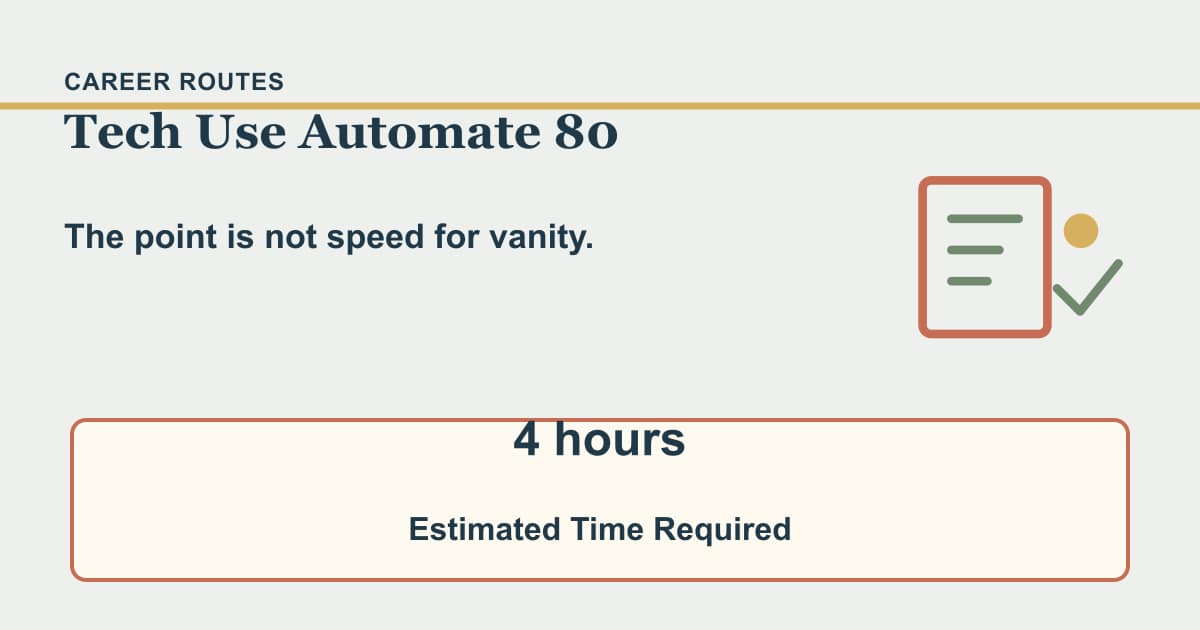 CAREER ROUTES
Tech Use Automate 80
The point is not speed for vanity.
4 hours
Estimated Time Required